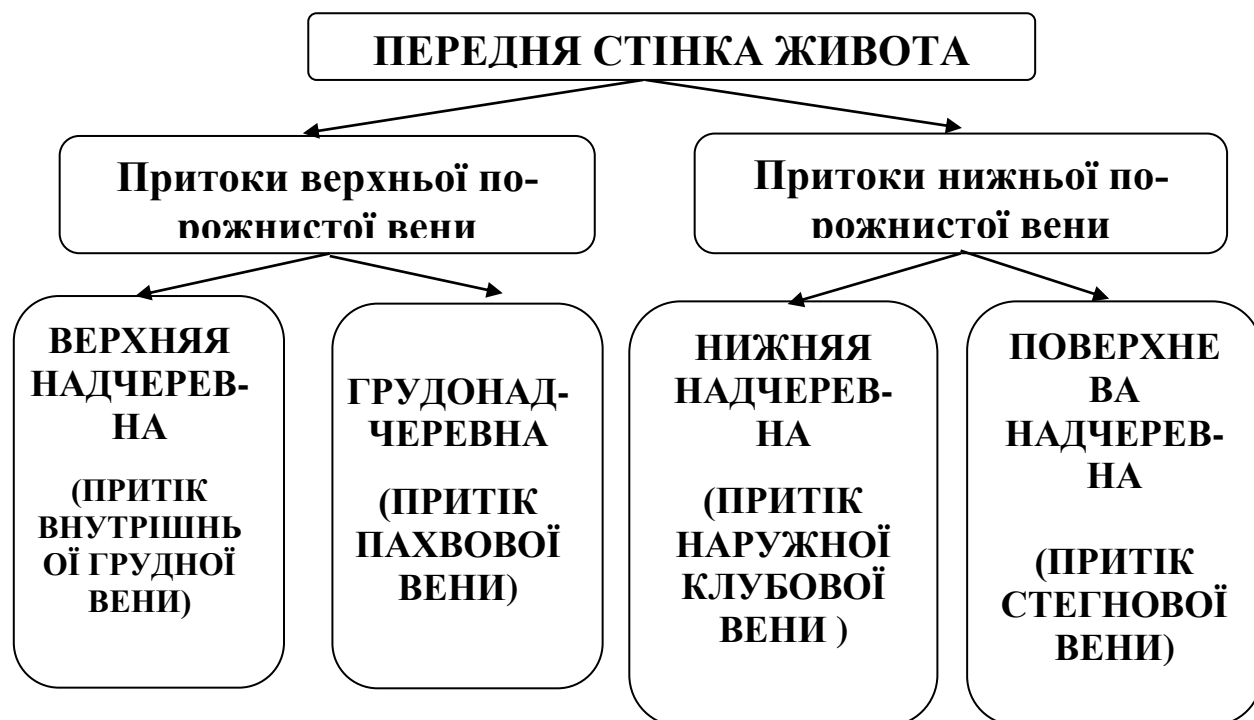 ПЕРЕДНЯ СТІНКА ЖИВОТА
Притоки верхньої по-
рожнистої вени
Притоки нижньої по-
рожнистої вени
ВЕРХНЯЯ
НАДЧЕРЕВ-
НА
(ПРИТІК
ВНУТРІШНЬ
ОЇ ГРУДНОЇ
ВЕНИ)
ГРУДОНАД-
ЧЕРЕВНА
(ПРИТІК
ПАХВОВОЇ
ВЕНИ)
НИЖНЯЯ
НАДЧЕРЕВ-
НА
(ПРИТІК
НАРУЖНОЇ
КЛУБОВОЇ
ВЕНИ )
ПОВЕРХНЕ
ВА
НАДЧЕРЕВ-
НА
(ПРИТІК
СТЕГНОВОЇ
ВЕНИ)